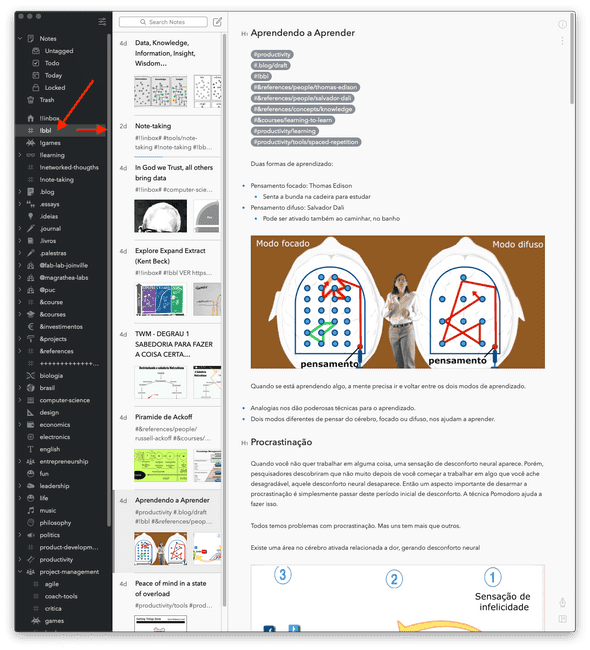 Notes
Untagged
Todo
Today
Locked
Trash
!inbox
!bbl
!games
!learning
!networked-thougths
!note-taking
.blog
.essays
.ideias
.journal
.livros
.palestras
@fab-lab-joinville
@magrathea-labs
@puc
&course
&courses
&investimentos
&projects
&references
+++++++++++++...
biologia
brasil
computer-science
design
economics
electronics
english
entrepreneurship
fun
leadership
life
music
philosophy
politics
product-developm...
productivity
project-management
agile
coach-tools
critica
games
Search Notes
4d
Data, Knowledge,
Information, Insight,
Wisdom...
2d
Note-taking
#!inbox# #tools/note-
taking #!note-taking #!bb...
4d
In God we Trust, all others
bring data
#!inbox# #computer-scie...
4d
Explore Expand Extract
(Kent Beck)
#!inbox# #!bbl VER https...
4d
TWM - DEGRAU 1
SABEDORIA PARA FAZER
A COISA CERTA...
4d
Piramide de Ackoff
#&references/people/
russell-ackoff #&courses/...
4d
Aprendendo a Aprender
#productivity #.blog/draft
#!bbl #&references/peop...
4d
Peace of mind in a state
of overload
#productivity/tools #prod...
H1 Aprendendo a Aprender
#productivity
#.blog/draft
#!bbl
#&references/people/thomas-edison
#&references/people/salvador-dali
#&references/concepts/knowledge
#&courses/learning-to-learn
#productivity/learning
#productivity/tools/spaced-repetition
Duas formas de aprendizado:
Pensamento focado: Thomas Edison
Senta a bunda na cadeira para estudar
Pensamento difuso: Salvador Dali
Pode ser ativado também ao caminhar, no banho
Modo focado
Modo difuso
pensamento
pensamento
Quando se está aprendendo algo, a mente precisa ir e voltar entre os dois modos de aprendizado.
Analogias nos dão poderosas técnicas para o aprendizado.
Dois modos diferentes de pensar do cérebro, focado ou difuso, nos ajudam a aprender.
H1 Procrastinação
Quando você não quer trabalhar em alguma coisa, uma sensação de desconforto neural aparece. Porém,
pesquisadores descobriram que não muito depois de você começar a trabalhar em algo que você ache
desagradável, aquele desconforto neural desaparece. Então um aspecto importante de desarmar a
procrastinação é simplesmente passar deste período inicial de desconforto. A técnica Pomodoro ajuda a
fazer isso.
Todos temos problemas com procrastinação. Mas uns tem mais que outros.
Existe uma área no cérebro ativada relacionada a dor, gerando desconforto neural
3
2
1
Sensação de
infelicidade